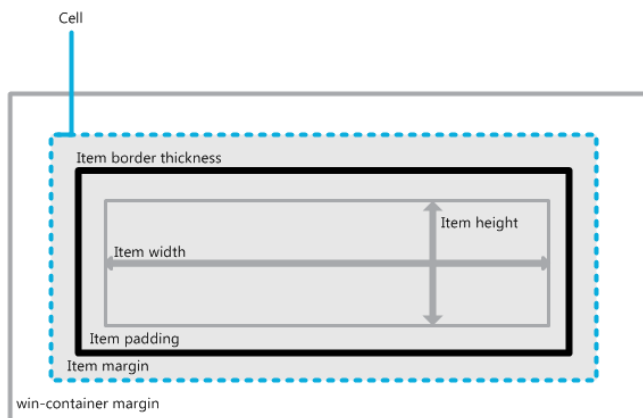 Cell
Item border thickness
Item height
Item width
Item padding
Item margin
win-container margin